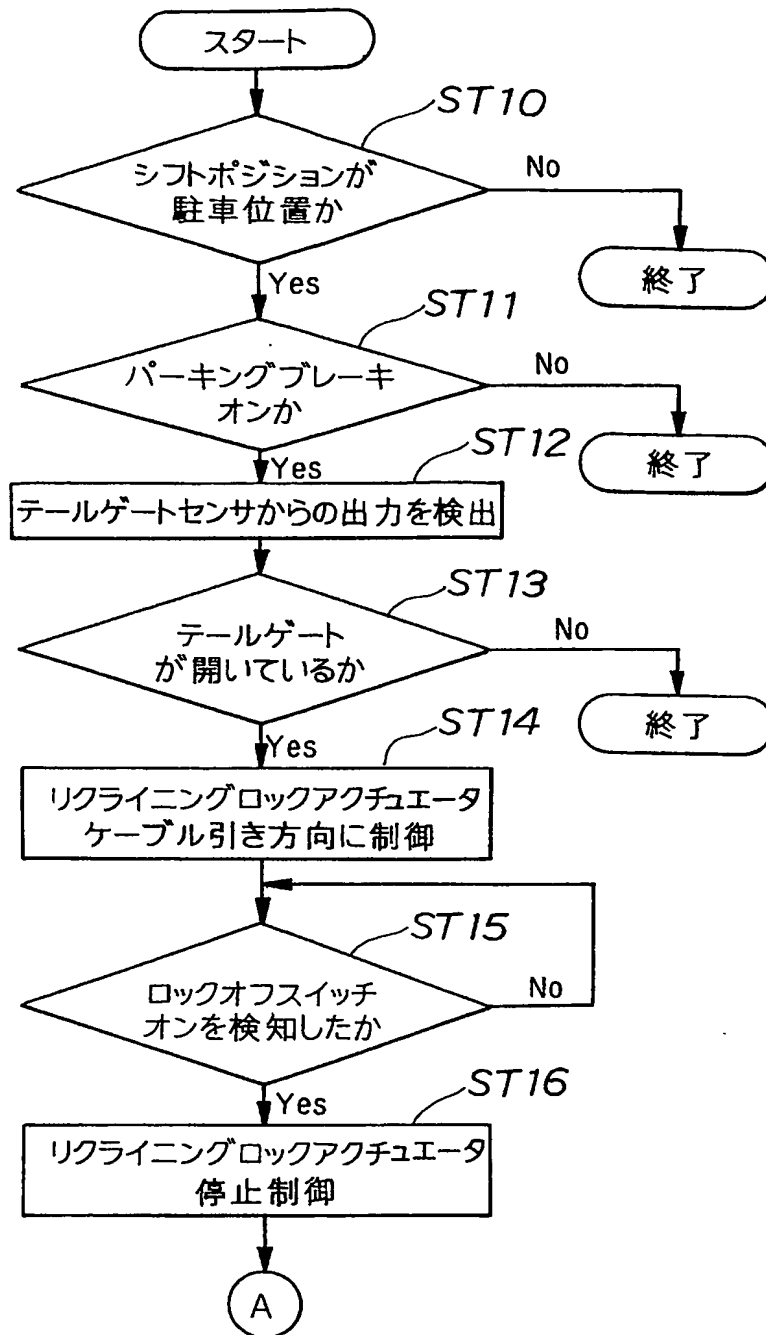 スタート
ST10
シフトポジションが
駐車位置か
No
終了
Yes
ST11
パーキングブレーキ
オンか
No
終了
Yes
ST12
テールゲートセンサからの出力を検出
ST13
テールゲート
が開いているか
No
終了
Yes
ST14
リクライニングロックアクチュエータ
ケーブル引き方向に制御
ST15
ロックオフスイッチ
オンを検知したか
No
Yes
ST16
リクライニングロックアクチュエータ
停止制御
A